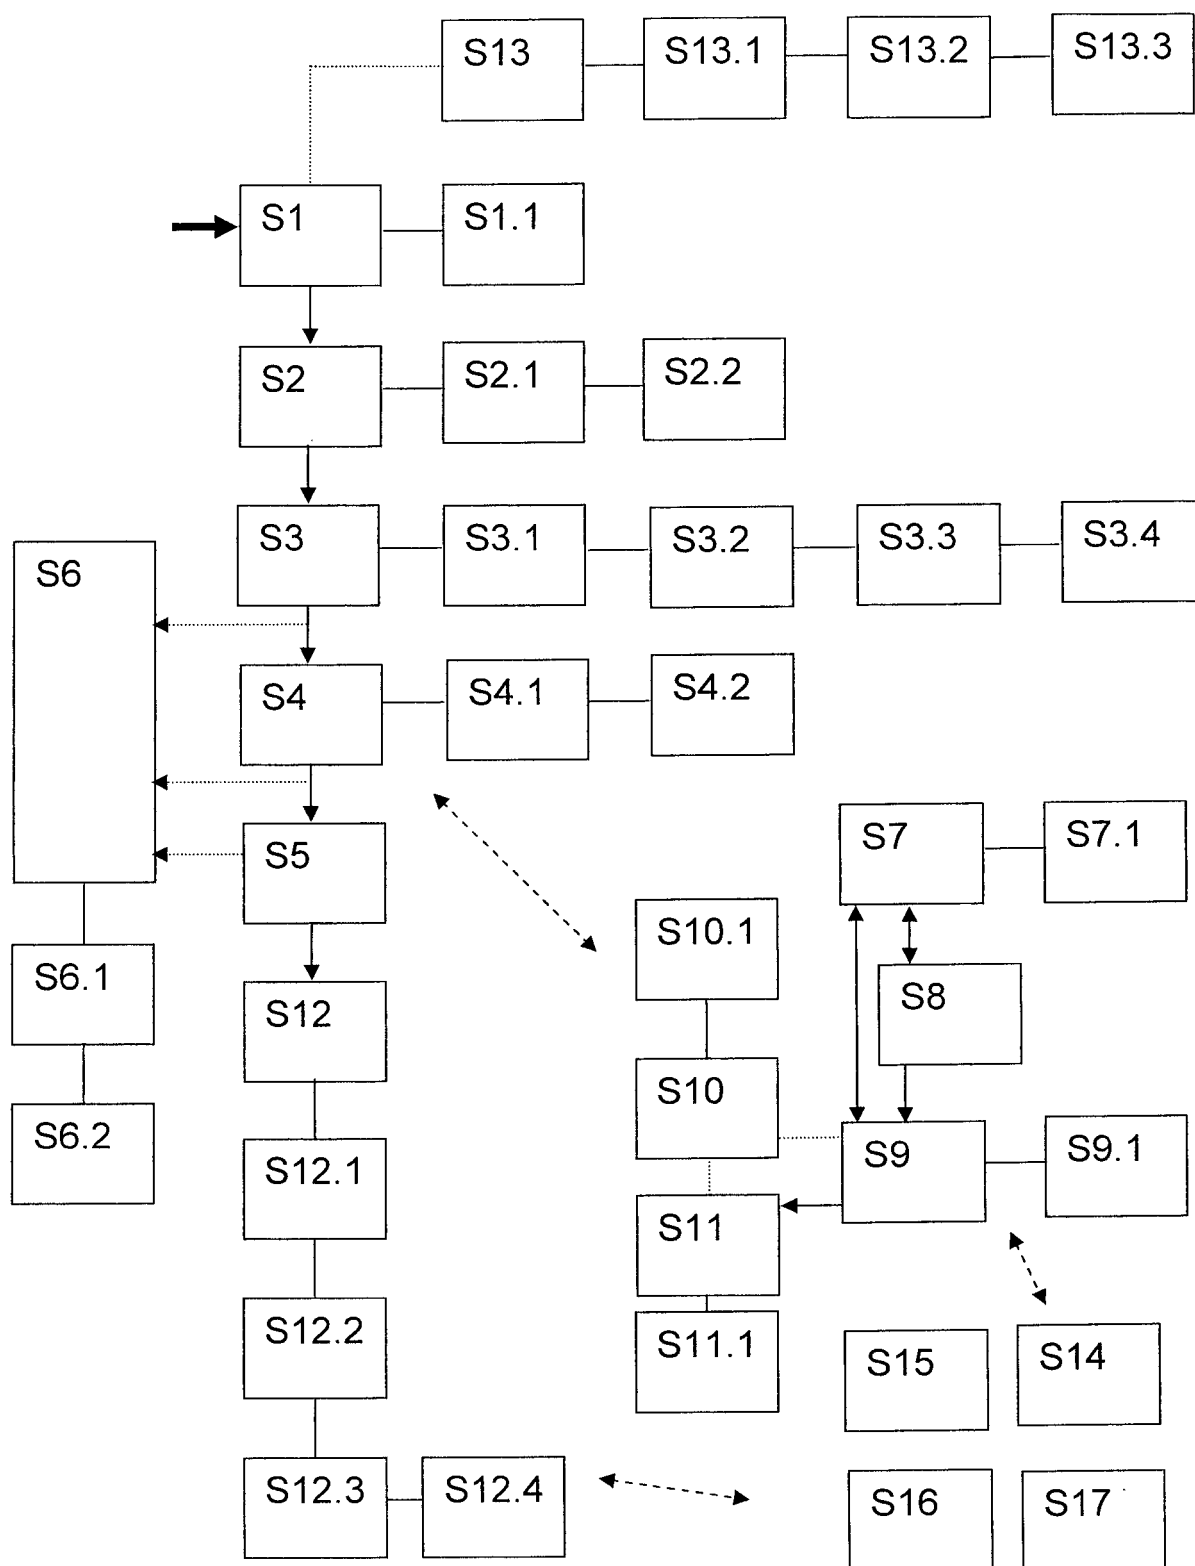 S13 S13.1 S13.2 S13.3
S1 S1.1
S2 S2.1 S2.2
S3 S3.1 S3.2 S3.3 S3.4
S6
S4 S4.1 S4.2
S5 S7 S7.1
S10.1
S6.1 S12 S8
S10
S6.2 S12.1 S9 S9.1
S11
S12.2 S11.1 S15 S14
S12.3 S12.4 S16 S17